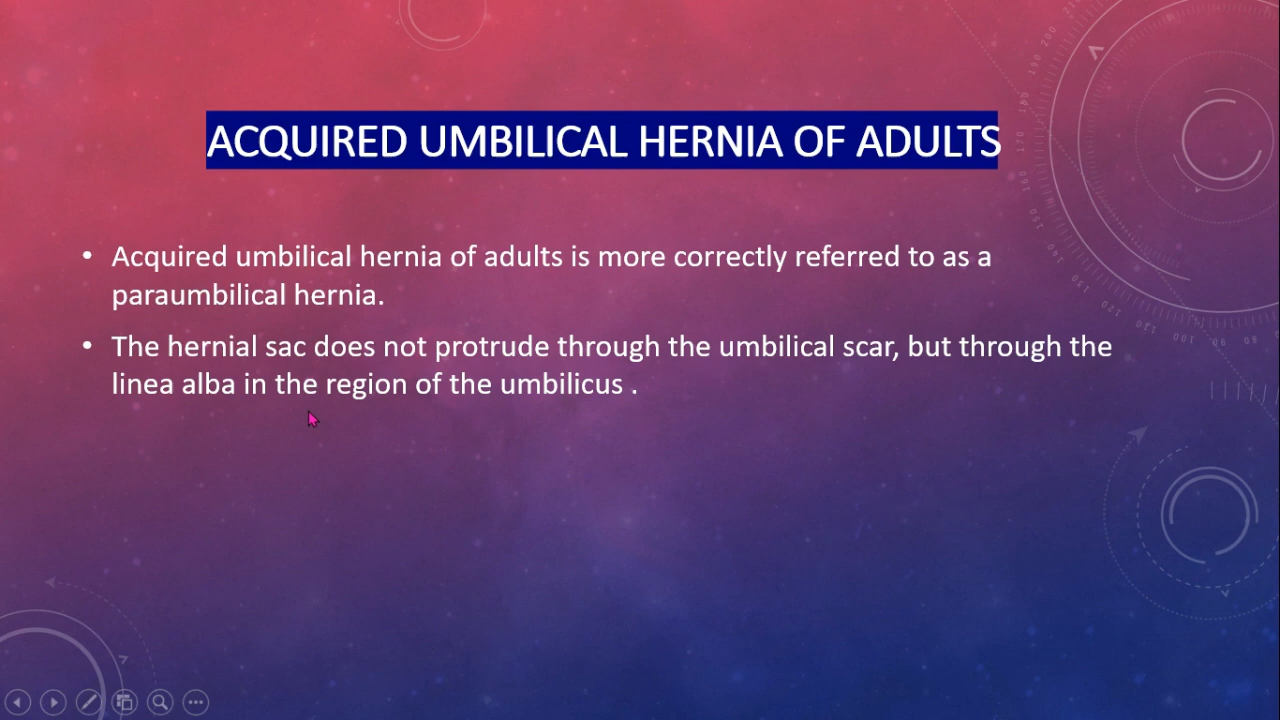 ACQUIRED UMBILICAL HERNIA OF ADULTS
• Acquired umbilical hernia of adults is more correctly referred to as a
paraumbilical hernia.
• The hernial sac does not protrude through the umbilical scar, but through the
linea alba in the region of the umbilicus .